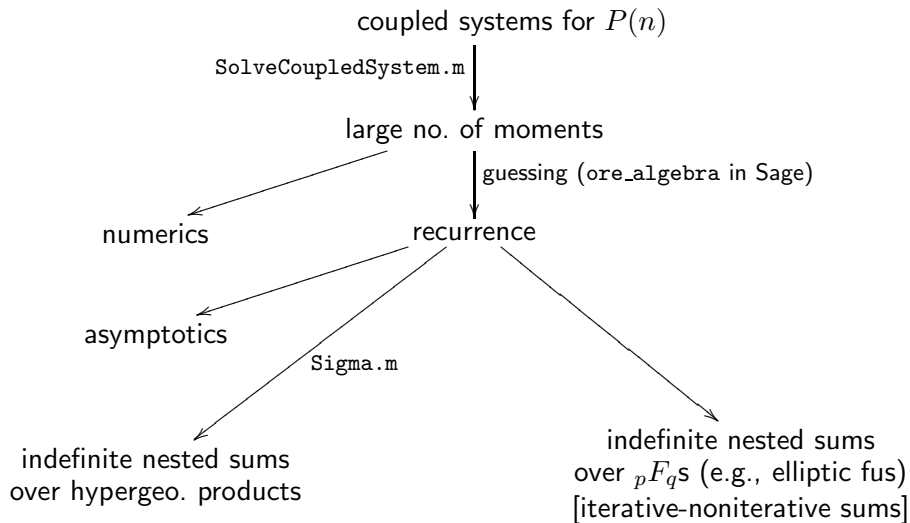 coupled systems for P(n)
SolveCoupledSystem.m
large no. of moments
guessing (ore_algebra in Sage)
numerics
recurrence
asymptotics
Sigma.m
indefinite nested sums
over hypergeo. products
indefinite nested sums
over pFqs (e.g., elliptic fus)
[iterative-noniterative sums]